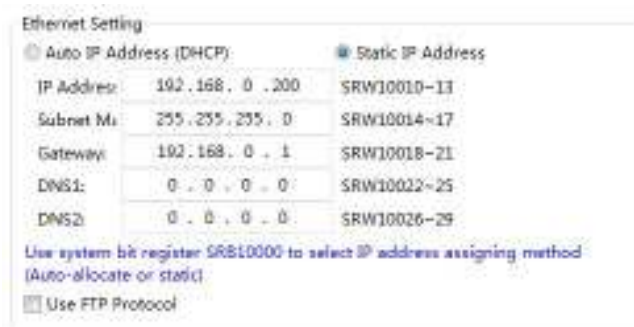 Ethernet Setting
Auto IP Address (DHCP) Static IP Address
IP Address 192.168. 0 .200 SRW10010~13
Subnet Ma 255.255.255. 0 SRW10014~17
Gateway: 192.168. 0 . 1 SRW10018~21
DNS1: 0 . 0 . 0 . 0 SRW10022~25
DNS2: 0 . 0 . 0 . 0 SRW10026~29
Use system bit register SRB10000 to select IP address assigning method
(Auto-allocate or static)
Use FTP Protocol